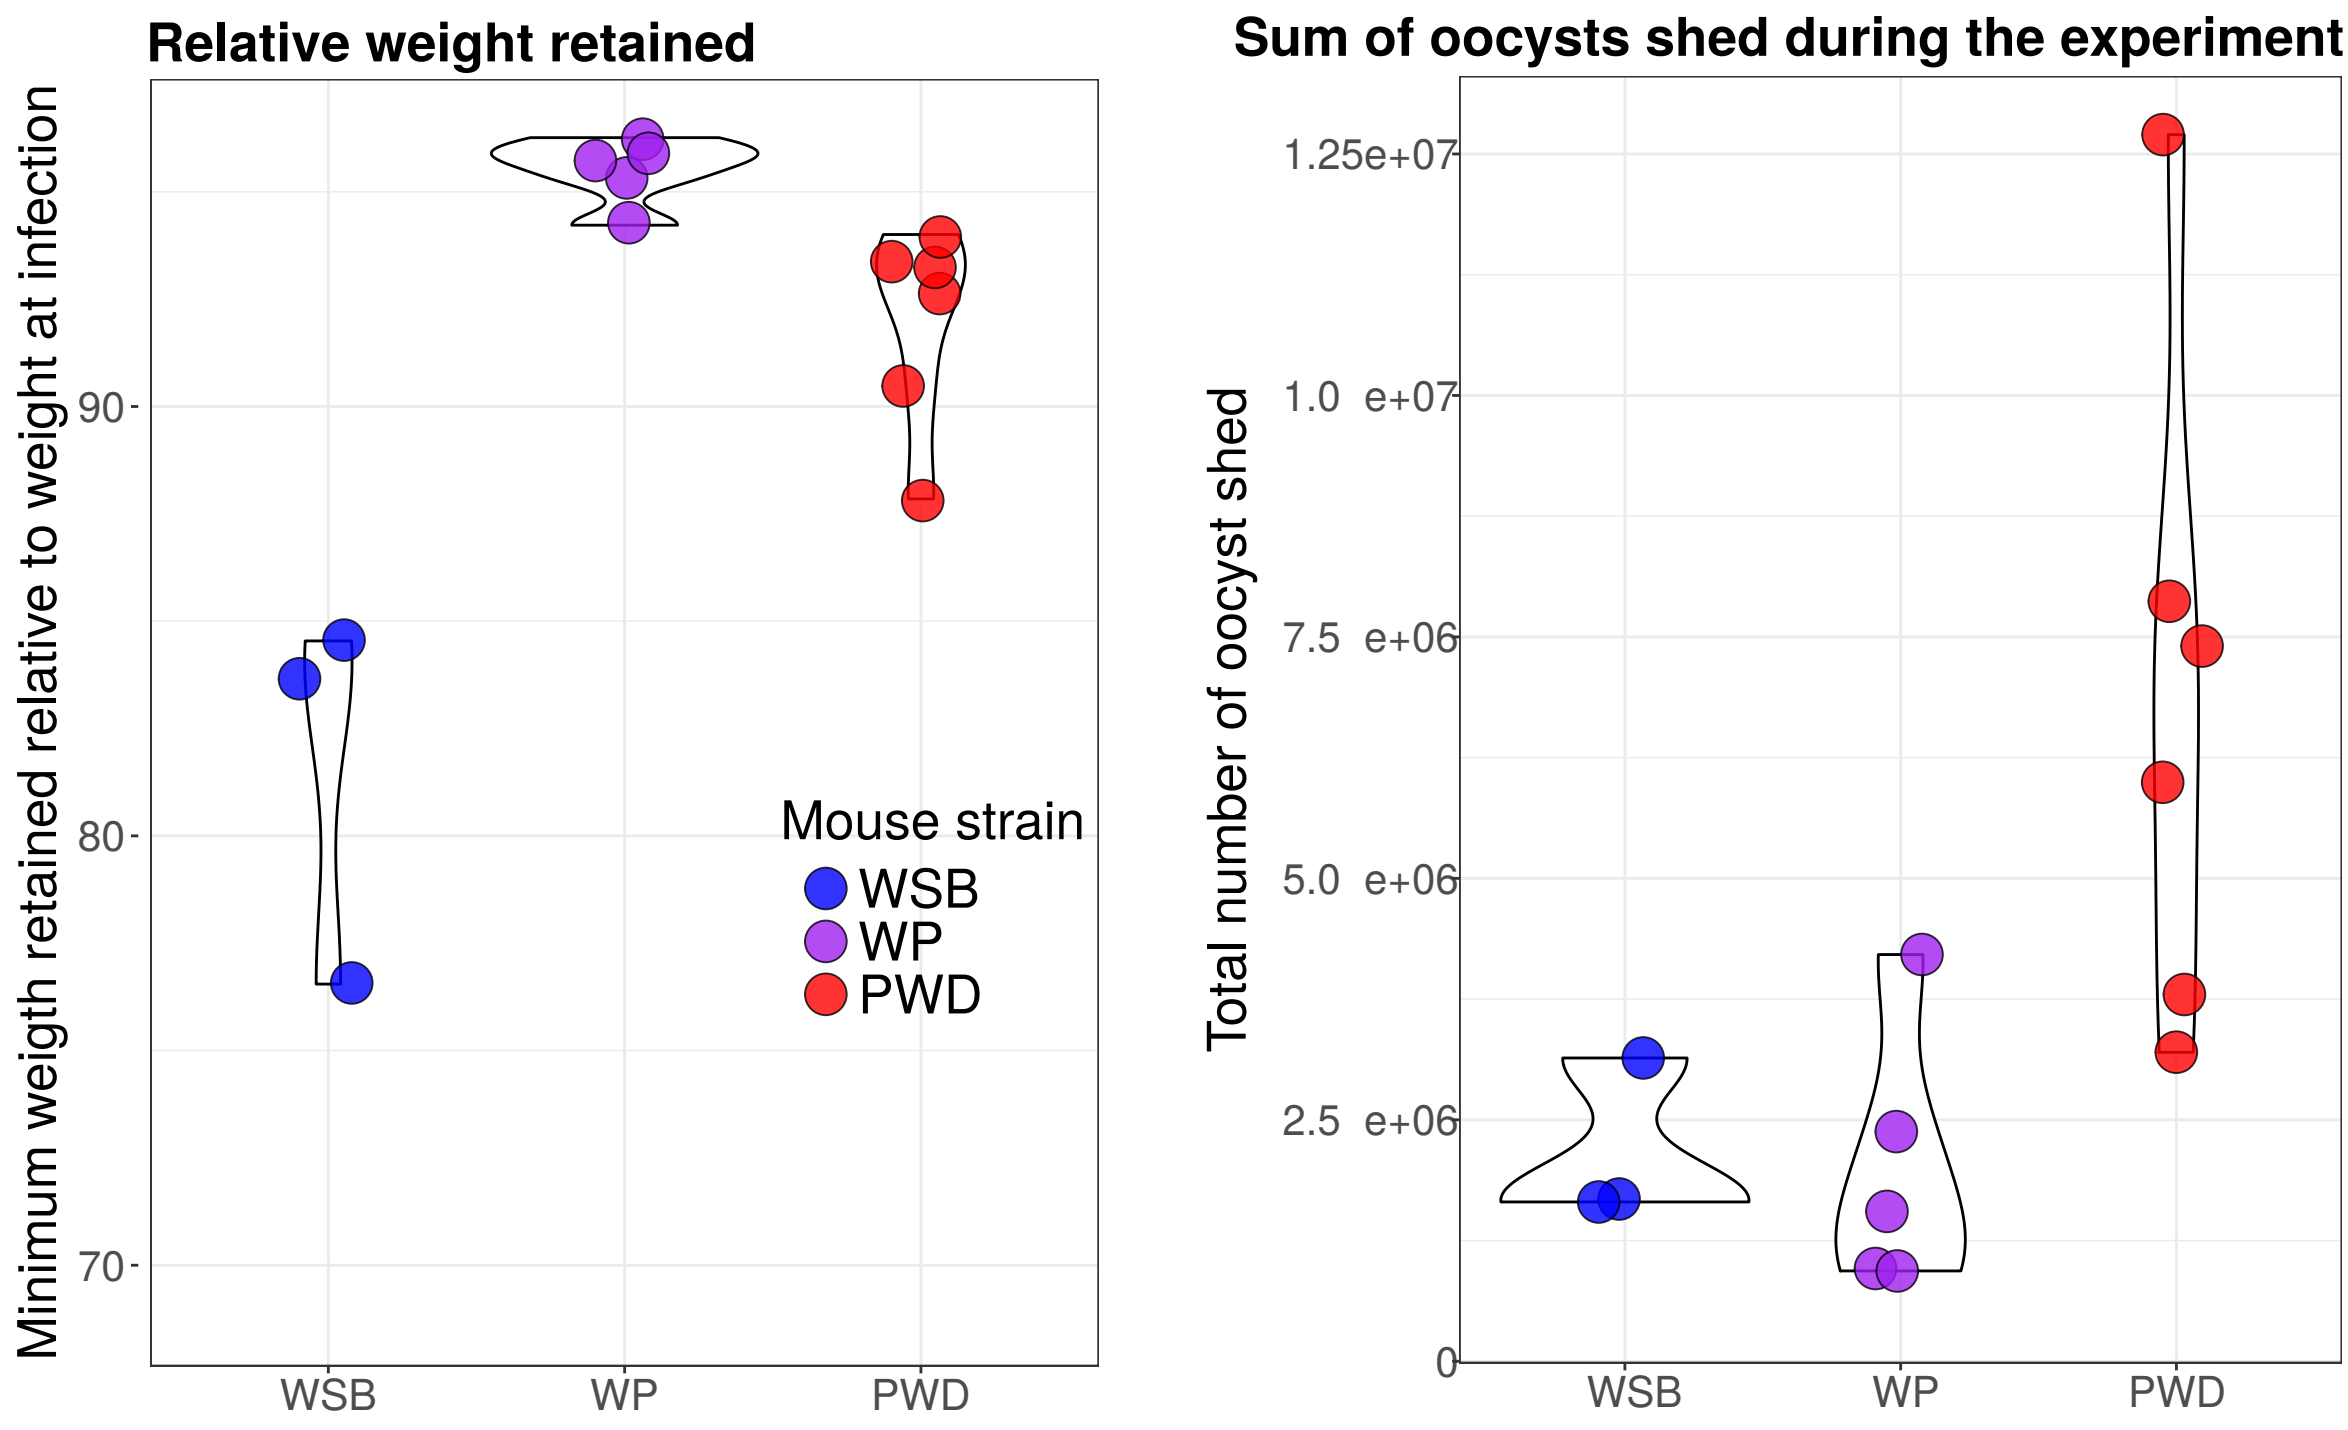 Relative weight retained
Minimum weigth retained relative to weight at infection
90
80
70
WSB
WP
PWD
Mouse strain
WSB
WP
PWD
Sum of oocysts shed during the experiment
Total number of oocyst shed
1.25e+07
1.0 e+07
7.5 e+06
5.0 e+06
2.5 e+06
0
WSB
WP
PWD